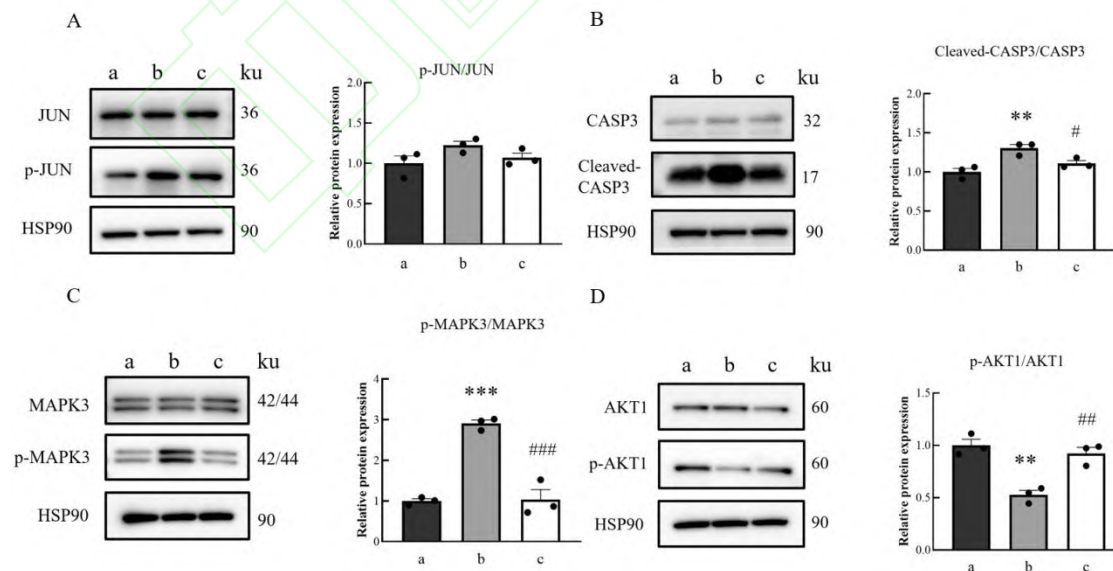 A
a b c ku
JUN 36
p-JUN 36
HSP90 90
p-JUN/JUN
Relative protein expression
2.0
1.5
1.0
0.5
0.0
a b c
B
a b c ku
CASP3 32
Cleaved-
CASP3 17
HSP90 90
Cleaved-CASP3/CASP3
Relative protein expression
2.0
1.5
1.0
0.5
0.0
**
#
a b c
C
a b c ku
MAPK3 42/44
p-MAPK3 42/44
HSP90 90
p-MAPK3/MAPK3
Relative protein expression
4
3
2
1
0
***
###
a b c
D
a b c ku
AKT1 60
p-AKT1 60
HSP90 90
p-AKT1/AKT1
Relative protein expression
1.5
1.0
0.5
0.0
**
##
a b c